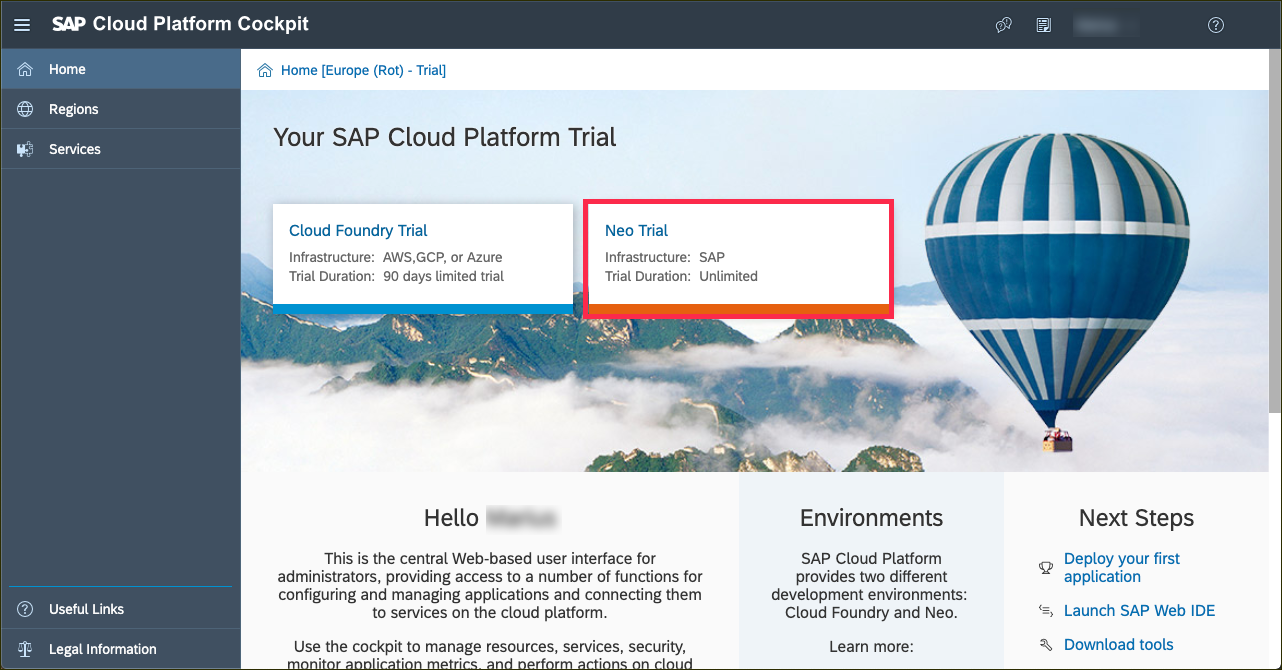 SAP Cloud Platform Cockpit
Home
Regions
Services
Useful Links
Legal Information
Home [Europe (Rot) - Trial]
Your SAP Cloud Platform Trial
Cloud Foundry Trial
Infrastructure: AWS,GCP, or Azure
Trial Duration: 90 days limited trial
Neo Trial
Infrastructure: SAP
Trial Duration: Unlimited
Hello
This is the central Web-based user interface for
administrators, providing access to a number of functions for
configuring and managing applications and connecting them
to services on the cloud platform.
Use the cockpit to manage resources, services, security,
monitor application metrics, and perform actions on cloud
Environments
SAP Cloud Platform
provides two different
development environments:
Cloud Foundry and Neo.
Learn more:
Next Steps
Deploy your first
application
Launch SAP Web IDE
Download tools